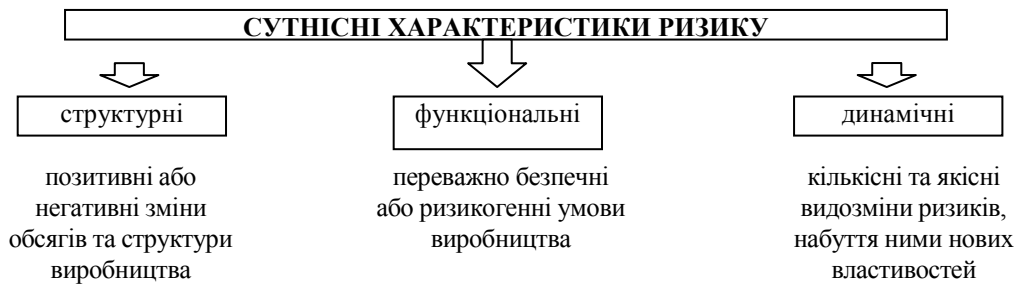 СУТНІСНІ ХАРАКТЕРИСТИКИ РИЗИКУ
структурні
функціональні
динамічні
позитивні або
негативні зміни
обсягів та структури
виробництва
переважно безпечні
або ризикогенні умови
виробництва
кількісні та якісні
видозміни ризиків,
набуття ними нових
властивостей